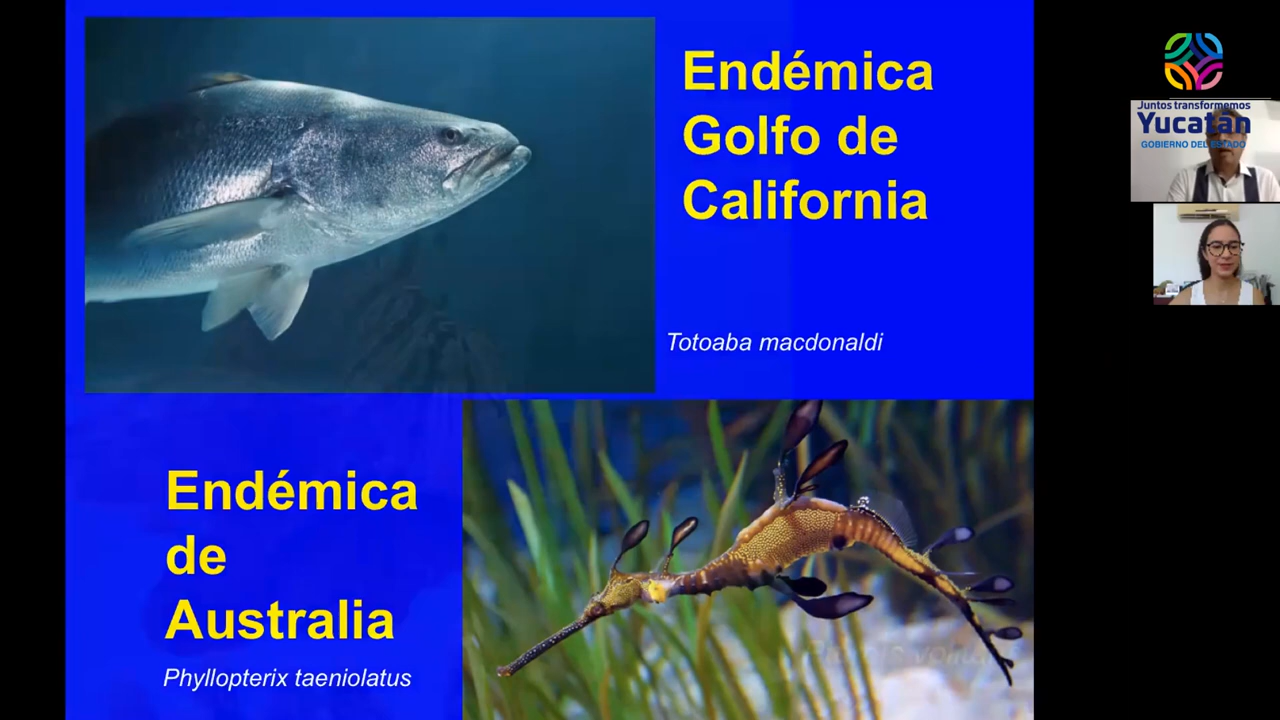 Endémica
Golfo de
California
Totoaba macdonaldi
Endémica
de
Australia
Phyllopterix taeniolatus
Juntos transformemos
Yucatán
GOBIERNO DEL ESTADO